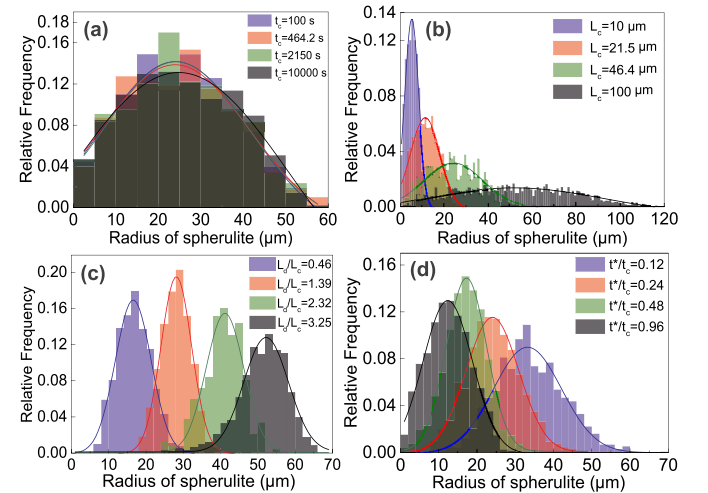 (a)
t_c=100 s
t_c=464.2 s
t_c=2150 s
t_c=10000 s
0.18
0.16
0.12
0.08
0.04
0.00
0 10 20 30 40 50 60
Relative Frequency
Radius of spherulite (μm)
(b)
L_c=10 μm
L_c=21.5 μm
L_c=46.4 μm
L_c=100 μm
0.14
0.12
0.08
0.04
0.00
0 20 40 60 80 100 120
Relative Frequency
Radius of spherulite (μm)
(c)
L_d/L_c=0.46
L_d/L_c=1.39
L_d/L_c=2.32
L_d/L_c=3.25
0.20
0.16
0.12
0.08
0.04
0.00
0 10 20 30 40 50 60 70
Relative Frequency
Radius of spherulite (μm)
(d)
t*/t_c=0.12
t*/t_c=0.24
t*/t_c=0.48
t*/t_c=0.96
0.16
0.12
0.08
0.04
0.00
0 10 20 30 40 50 60 70
Relative Frequency
Radius of spherulite (μm)